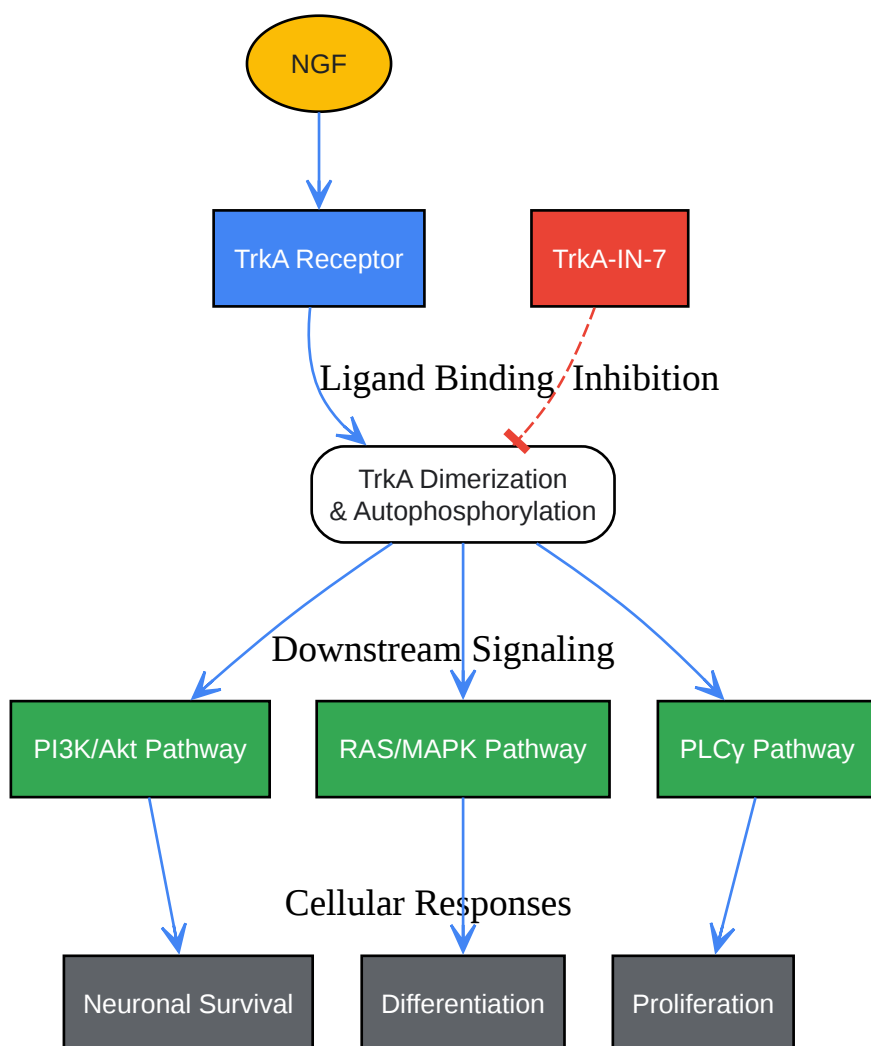 NGF
TrkA Receptor
TrkA-IN-7
Ligand Binding
Inhibition
TrkA Dimerization
& Autophosphorylation
Downstream Signaling
PI3K/Akt Pathway
RAS/MAPK Pathway
PLCγ Pathway
Cellular Responses
Neuronal Survival
Differentiation
Proliferation